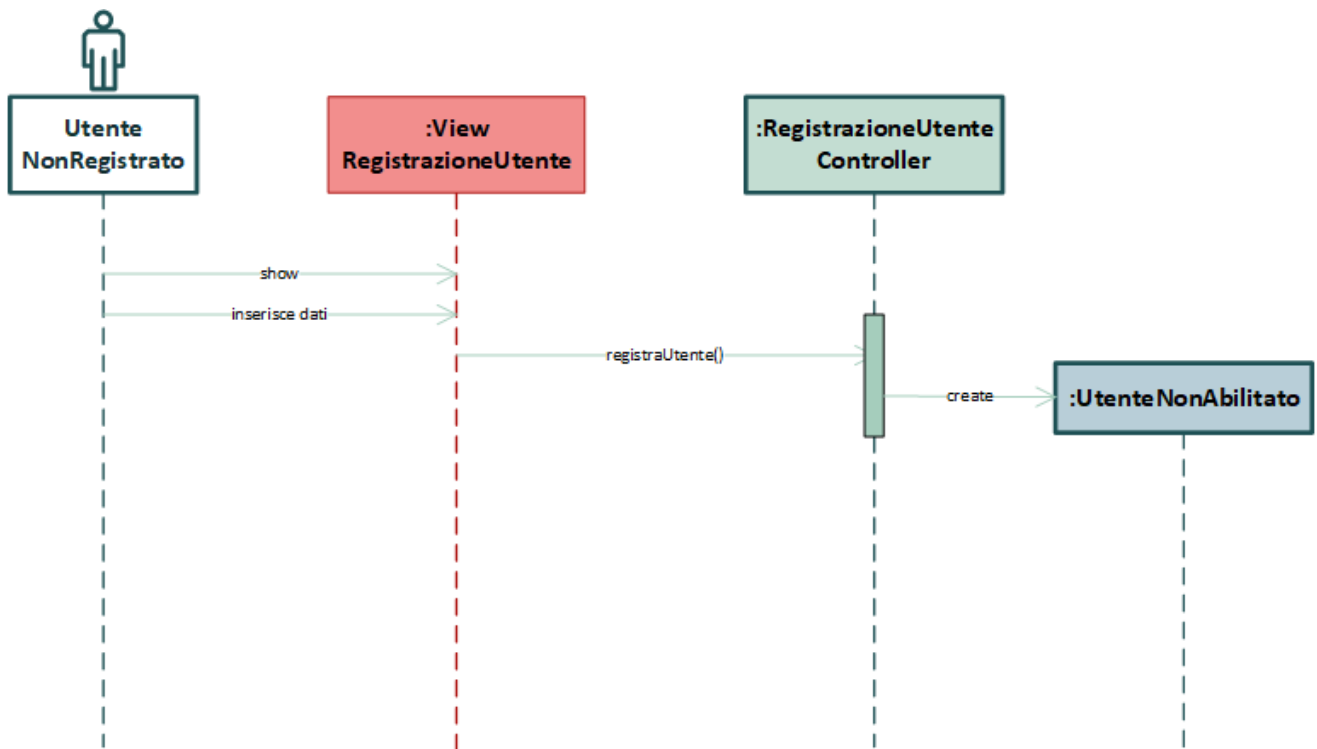 Utente
NonRegistrato
:View
RegistrazioneUtente
:RegistrazioneUtente
Controller
show
inserisce dati
registraUtente()
create
:UtenteNonAbilitato